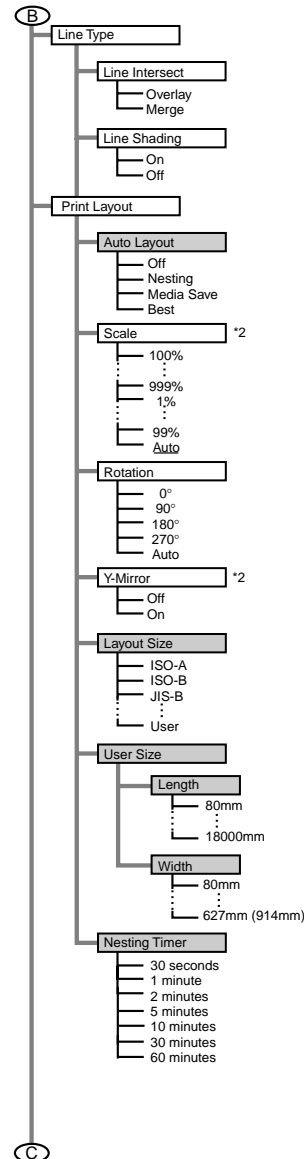 B
Line Type
Line Intersect
Overlay
Merge
Line Shading
On
Off
Print Layout
Auto Layout
Off
Nesting
Media Save
Best
Scale *2
100%
999%
1%
99%
Auto
Rotation
0°
90°
180°
270°
Auto
Y-Mirror *2
Off
On
Layout Size
ISO-A
ISO-B
JIS-B
User
User Size
Length
80mm
18000mm
Width
80mm
627mm (914mm)
Nesting Timer
30 seconds
1 minute
2 minutes
5 minutes
10 minutes
30 minutes
60 minutes
C